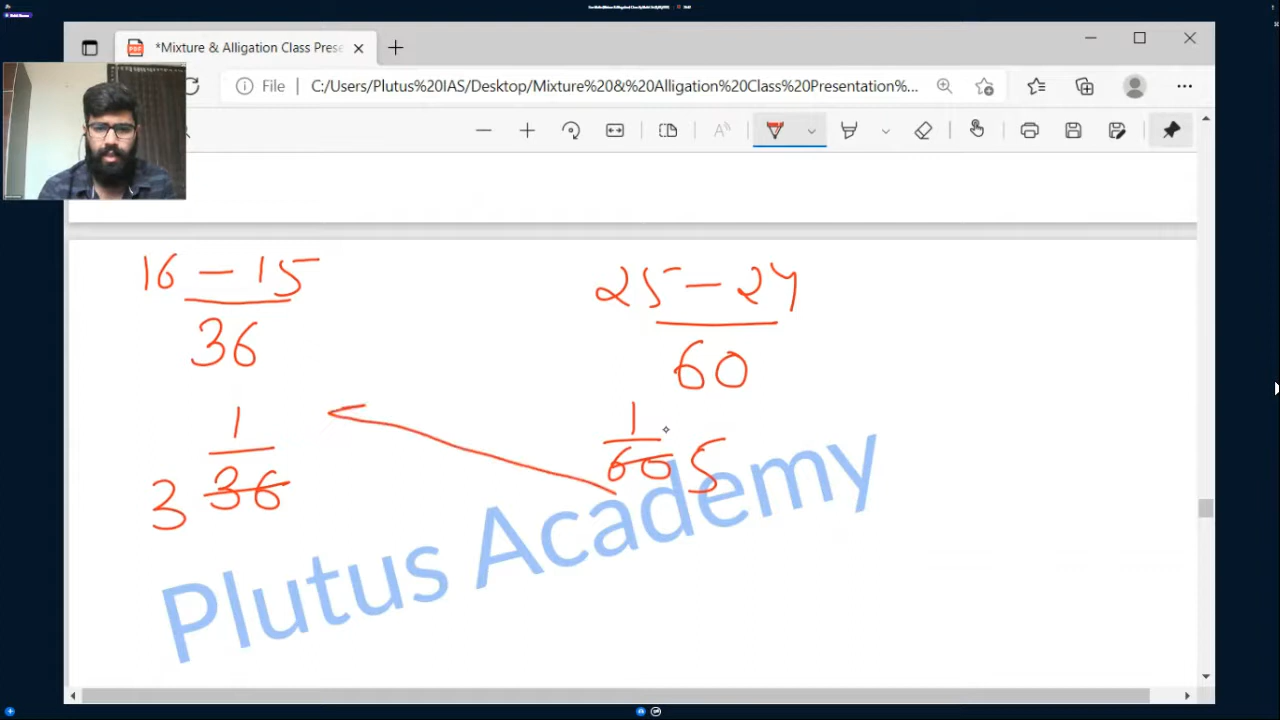 *Mixture & Alligation Class Prese
File C:/Users/Plutus%20IAS/Desktop/Mixture%20&%20Alligation%20Class%20Presentation%...
16 - 15
36
25 - 24
60
1
36
3
1
60
5
Plutus Academy